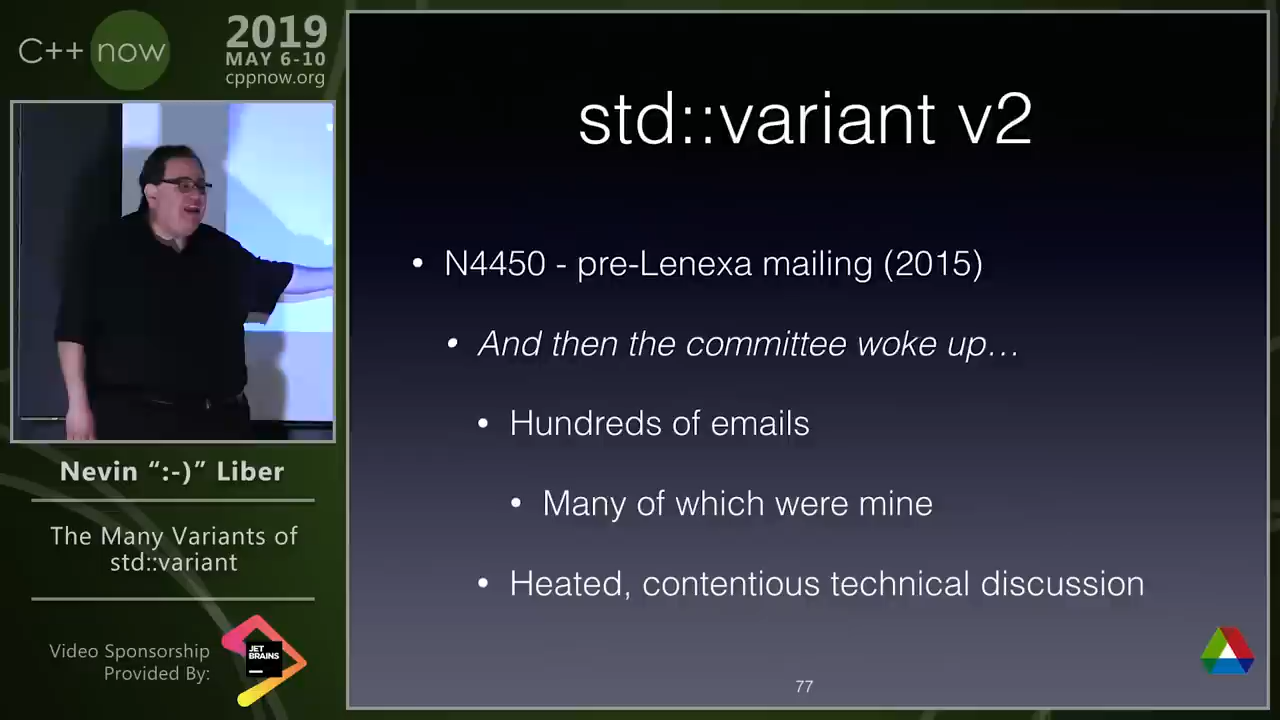 C++ now
2019
MAY 6-10
cppnow.org
Nevin “:-)” Liber
The Many Variants of
std::variant
Video Sponsorship
Provided By:
JET
BRAINS
std::variant v2
• N4450 - pre-Lenexa mailing (2015)
• And then the committee woke up…
• Hundreds of emails
• Many of which were mine
• Heated, contentious technical discussion
77